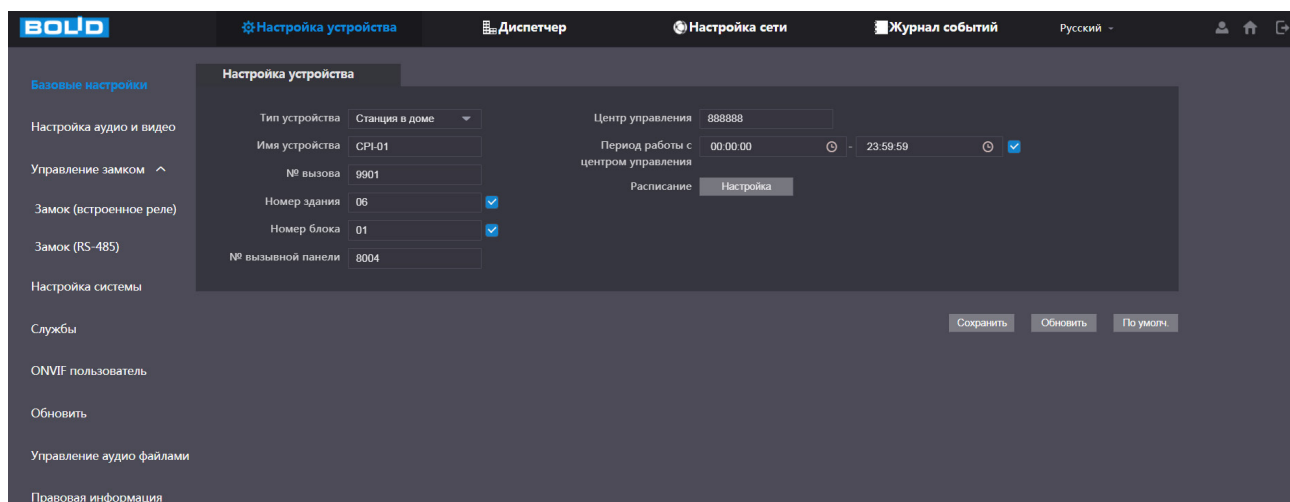 BOLID
Настройка устройства
Диспетчер
Настройка сети
Журнал событий
Русский
Базовые настройки
Настройка аудио и видео
Управление замком
Замок (встроенное реле)
Замок (RS-485)
Настройка системы
Службы
ONVIF пользователь
Обновить
Управление аудио файлами
Правовая информация
Настройка устройства
Тип устройства Станция в доме
Имя устройства CPI-01
№ вызова 9901
Номер здания 06
Номер блока 01
№ вызывной панели 8004
Центр управления 888888
Период работы с
центром управления
00:00:00 - 23:59:59
Расписание Настройка
Сохранить Обновить По умолч.